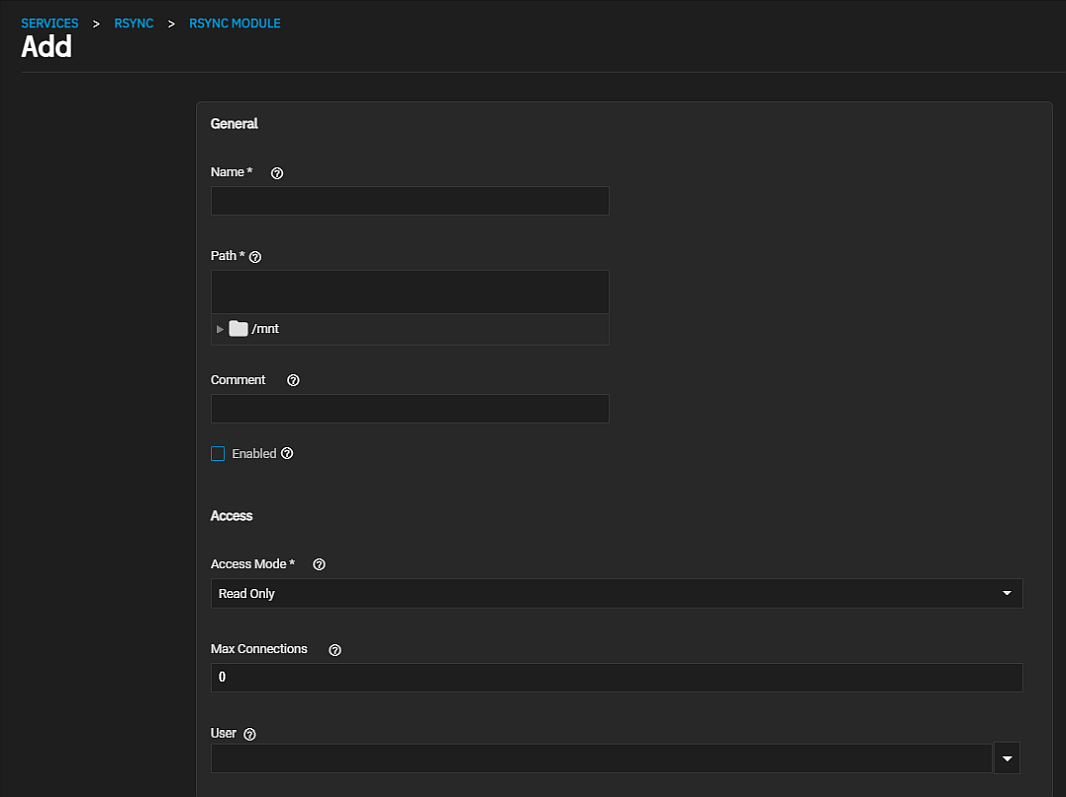 SERVICES > RSYNC > RSYNC MODULE
Add
General
Name *
Path *
/mnt
Comment
Enabled
Access
Access Mode *
Read Only
Max Connections
0
User